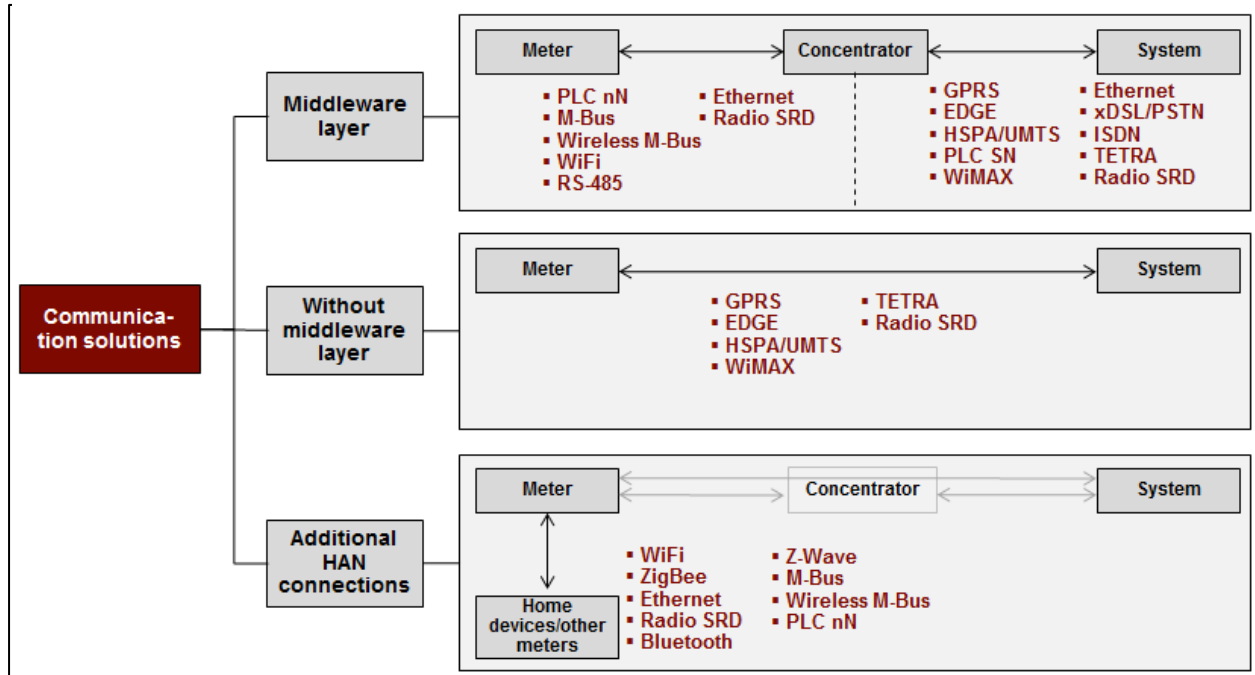 Communica-
tion solutions
Middleware
layer
Meter
Concentrator
System
▪ PLC nN
▪ M-Bus
▪ Wireless M-Bus
▪ WiFi
▪ RS-485
▪ Ethernet
▪ Radio SRD
▪ GPRS
▪ EDGE
▪ HSPA/UMTS
▪ PLC SN
▪ WiMAX
▪ Ethernet
▪ xDSL/PSTN
▪ ISDN
▪ TETRA
▪ Radio SRD
Without
middleware
layer
Meter
System
▪ GPRS
▪ EDGE
▪ HSPA/UMTS
▪ WiMAX
▪ TETRA
▪ Radio SRD
Additional
HAN
connections
Meter
Concentrator
System
Home
devices/other
meters
▪ WiFi
▪ ZigBee
▪ Ethernet
▪ Radio SRD
▪ Bluetooth
▪ Z-Wave
▪ M-Bus
▪ Wireless M-Bus
▪ PLC nN